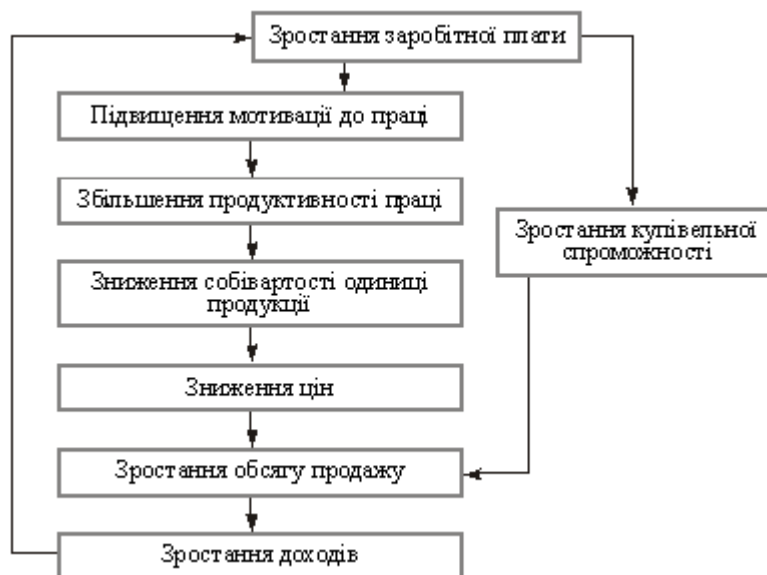 Зростання заробітної плати
Підвищення мотивації до праці
Збільшення продуктивності праці
Зростання купівельної
спроможності
Зниження собівартості одиниці
продукції
Зниження цін
Зростання обсягу продажу
Зростання доходів